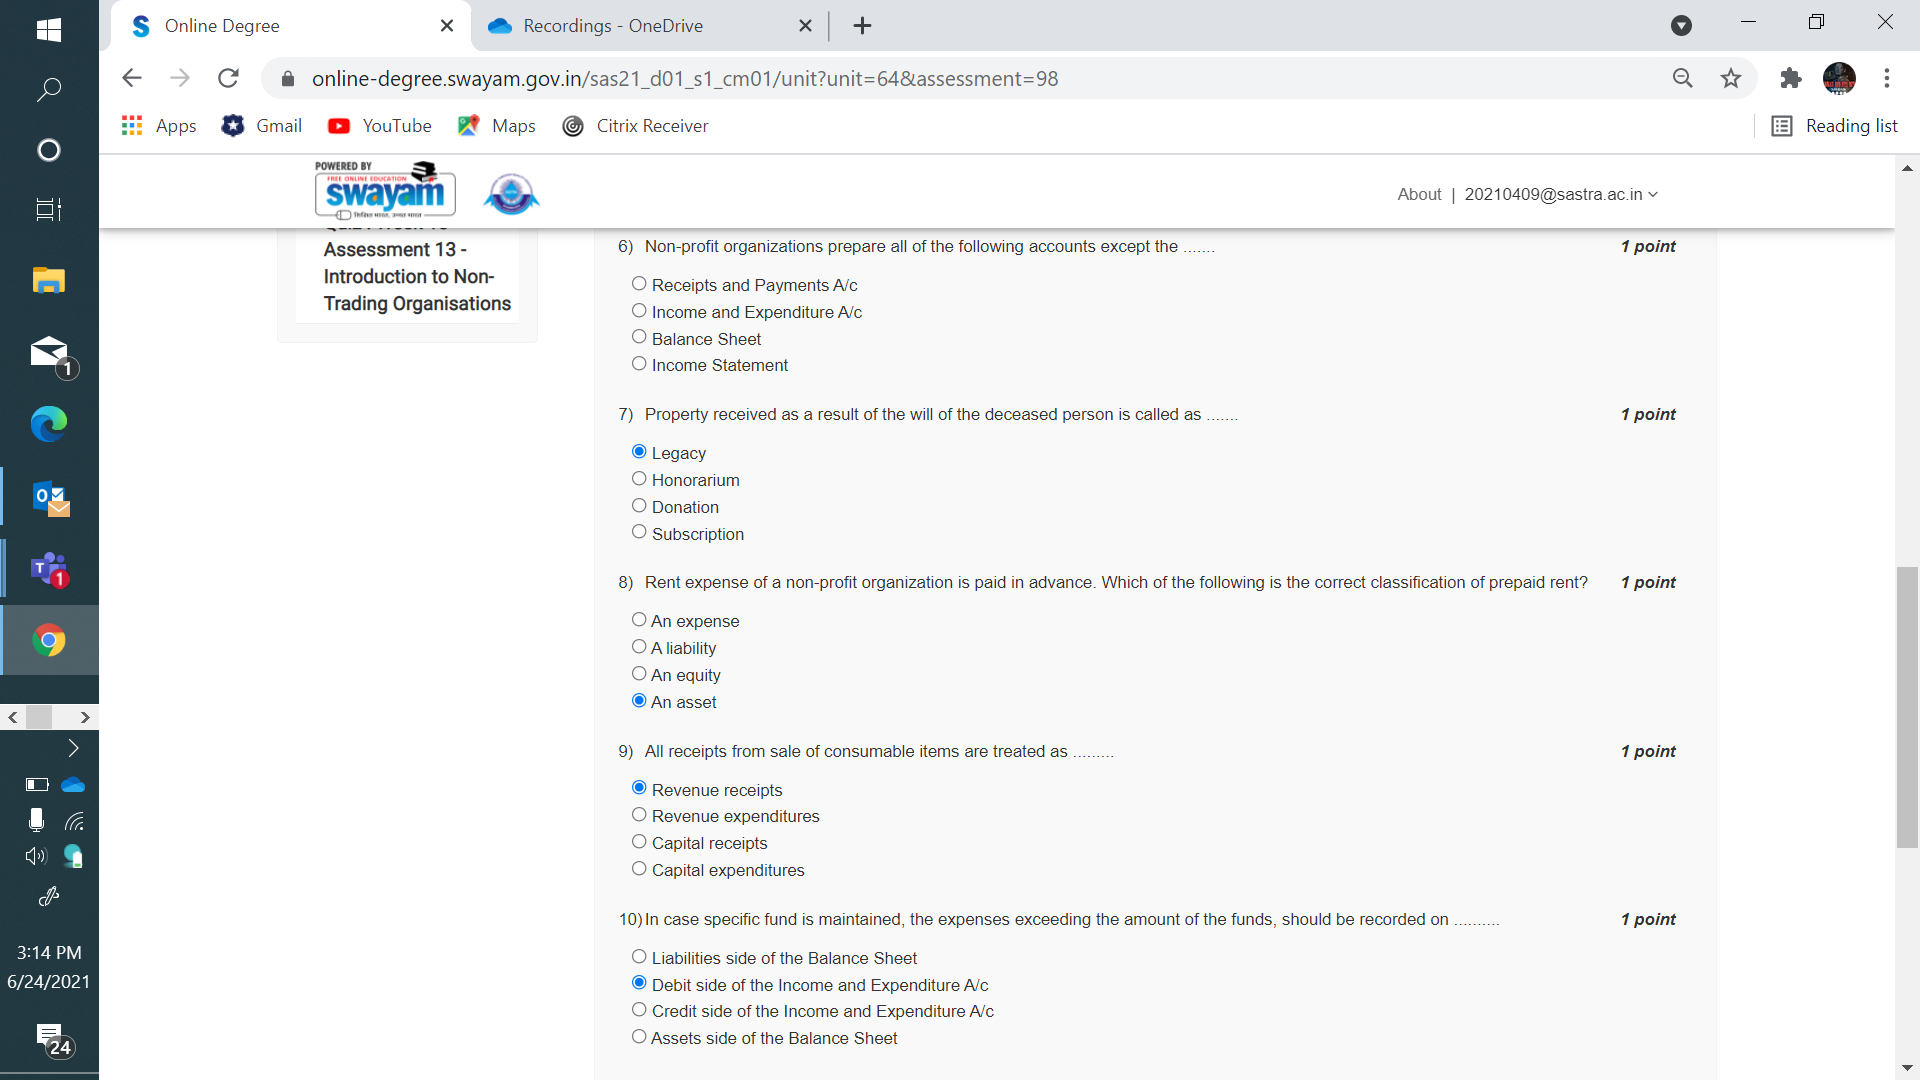 Online Degree
Recordings - OneDrive
online-degree.swayam.gov.in/sas21_d01_s1_cm01/unit?unit=64&assessment=98
Apps
Gmail
YouTube
Maps
Citrix Receiver
Reading list
POWERED BY
FREE ONLINE EDUCATION
swayam
About | 20210409@sastra.ac.in
Assessment 13 -
Introduction to Non-
Trading Organisations
6) Non-profit organizations prepare all of the following accounts except the ....... 1 point
Receipts and Payments A/c
Income and Expenditure A/c
Balance Sheet
Income Statement
7) Property received as a result of the will of the deceased person is called as ....... 1 point
Legacy
Honorarium
Donation
Subscription
8) Rent expense of a non-profit organization is paid in advance. Which of the following is the correct classification of prepaid rent? 1 point
An expense
A liability
An equity
An asset
9) All receipts from sale of consumable items are treated as ......... 1 point
Revenue receipts
Revenue expenditures
Capital receipts
Capital expenditures
10) In case specific fund is maintained, the expenses exceeding the amount of the funds, should be recorded on .......... 1 point
Liabilities side of the Balance Sheet
Debit side of the Income and Expenditure A/c
Credit side of the Income and Expenditure A/c
Assets side of the Balance Sheet
1
1
3:14 PM
6/24/2021
24